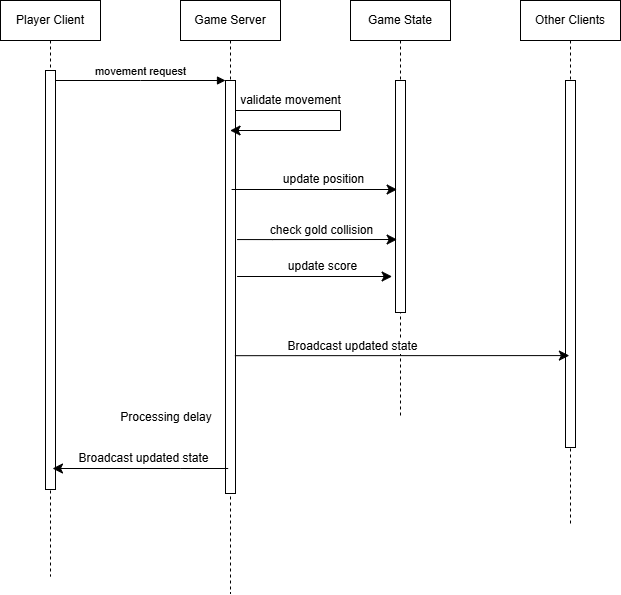 Player Client
Game Server
Game State
Other Clients
movement request
validate movement
update position
check gold collision
update score
Broadcast updated state
Processing delay
Broadcast updated state